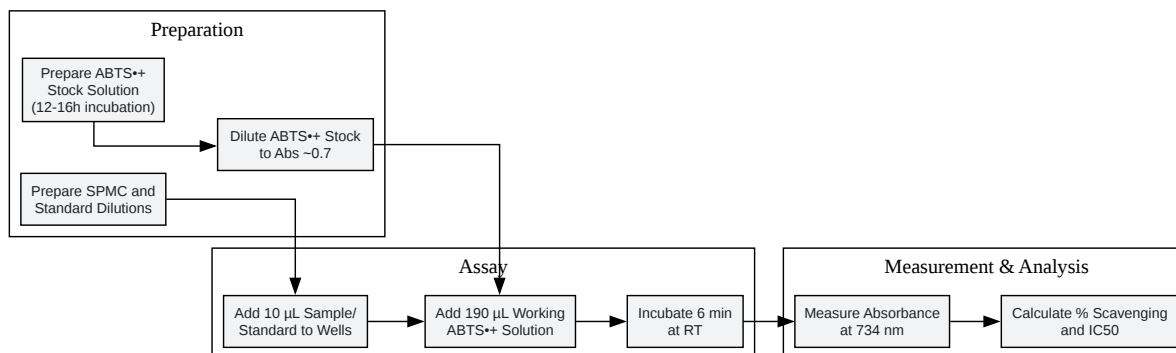 Preparation
Prepare ABTS•+
Stock Solution
(12-16h incubation)
Dilute ABTS•+ Stock
to Abs ~0.7
Prepare SPMC and
Standard Dilutions
Assay
Add 10 µL Sample/
Standard to Wells
Add 190 µL Working
ABTS•+ Solution
Incubate 6 min
at RT
Measurement & Analysis
Measure Absorbance
at 734 nm
Calculate % Scavenging
and IC50